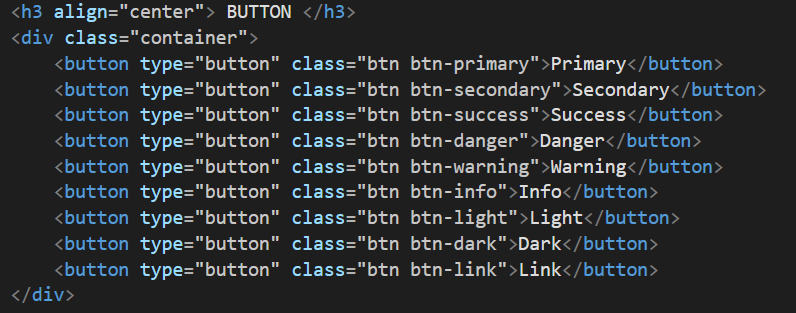 <h3 align="center"> BUTTON </h3>
<div class="container">
    <button type="button" class="btn btn-primary">Primary</button>
    <button type="button" class="btn btn-secondary">Secondary</button>
    <button type="button" class="btn btn-success">Success</button>
    <button type="button" class="btn btn-danger">Danger</button>
    <button type="button" class="btn btn-warning">Warning</button>
    <button type="button" class="btn btn-info">Info</button>
    <button type="button" class="btn btn-light">Light</button>
    <button type="button" class="btn btn-dark">Dark</button>
    <button type="button" class="btn btn-link">Link</button>
</div>